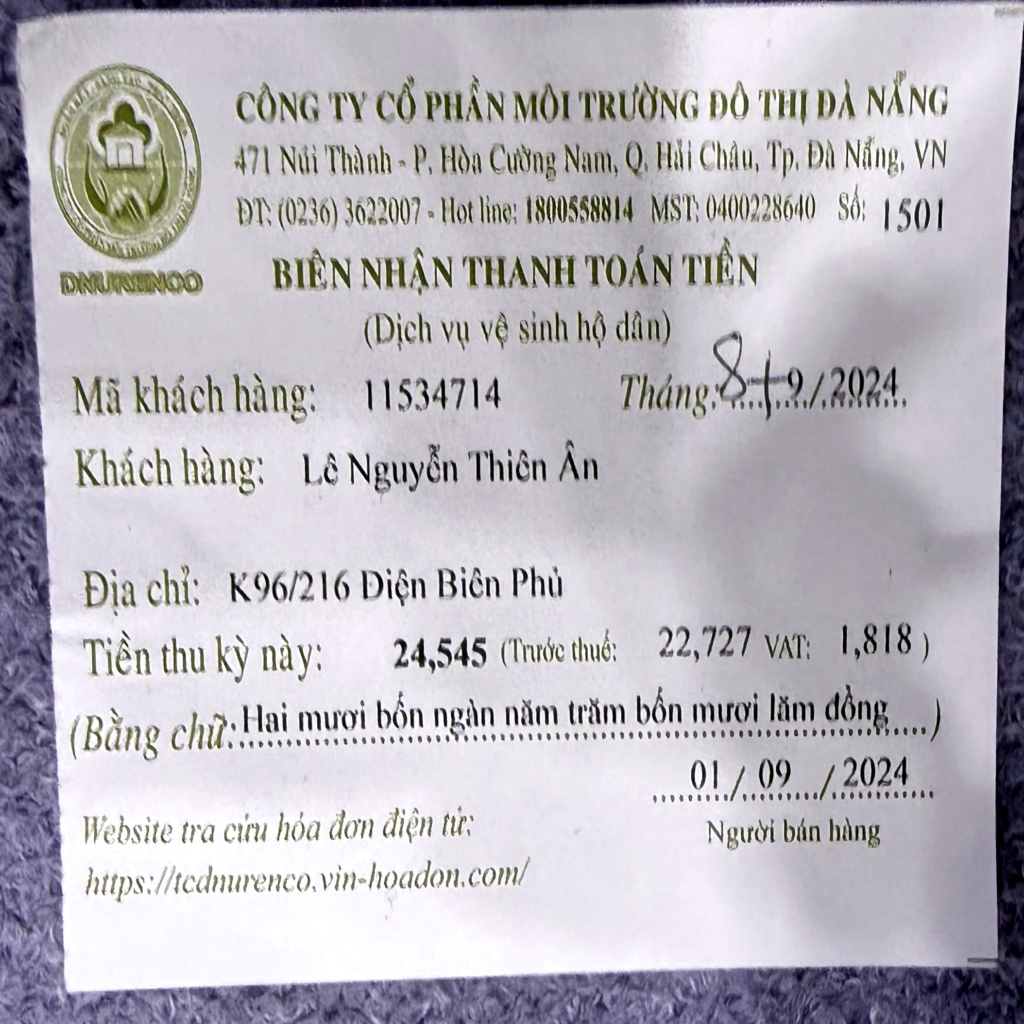 CÔNG TY CỔ PHẦN MÔI TRƯỜNG ĐÔ THỊ ĐÀ NẴNG
471 Núi Thành - P. Hòa Cường Nam, Q. Hải Châu, Tp. Đà Nẵng, VN
ĐT: (0236) 3622007 - Hot line: 1800558814 MST: 0400228640 Số: 1501
DNURENCO
BIÊN NHẬN THANH TOÁN TIỀN
(Dịch vụ vệ sinh hộ dân)
Mã khách hàng: 11534714 Tháng: 8+9/2024
Khách hàng: Lê Nguyễn Thiên Ân
Địa chỉ: K96/216 Điện Biên Phủ
Tiền thu kỳ này: 24,545 (Trước thuế: 22,727 VAT: 1,818 )
(Bằng chữ: Hai mươi bốn ngàn năm trăm bốn mươi lăm đồng)
01 / 09 / 2024
Người bán hàng
Website tra cứu hóa đơn điện tử:
https://tcdnurenco.vin-hoadon.com/